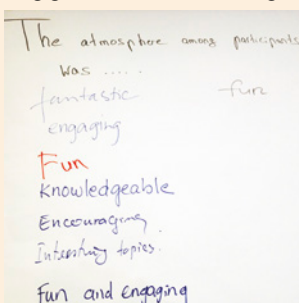 The atmosphere among participants
was .....
fantastic fun
engaging
Fun
Knowledgeable
Encouraging
Interesting topics.
Fun and engaging